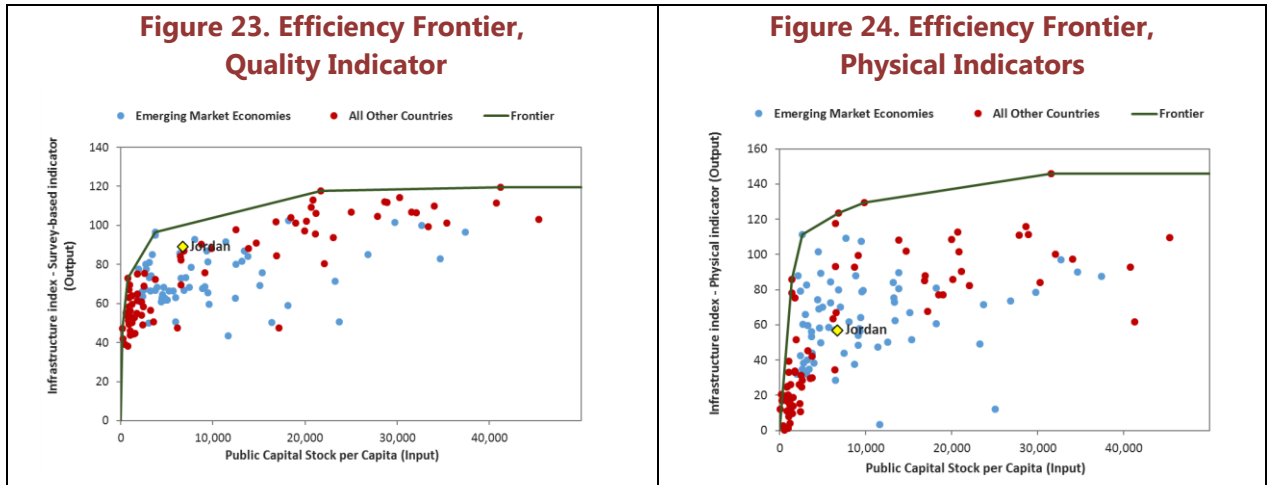 Figure 23. Efficiency Frontier,
Quality Indicator
Emerging Market Economies
All Other Countries
Frontier
Infrastructure index - Survey-based indicator
(Output)
140
120
100
80
60
40
20
0
Jordan
0
10,000
20,000
30,000
40,000
Public Capital Stock per Capita (Input)
Figure 24. Efficiency Frontier,
Physical Indicators
Emerging Market Economies
All Other Countries
Frontier
Infrastructure index - Physical indicator (Output)
160
140
120
100
80
60
40
20
0
Jordan
0
10,000
20,000
30,000
40,000
Public Capital Stock per Capita (Input)